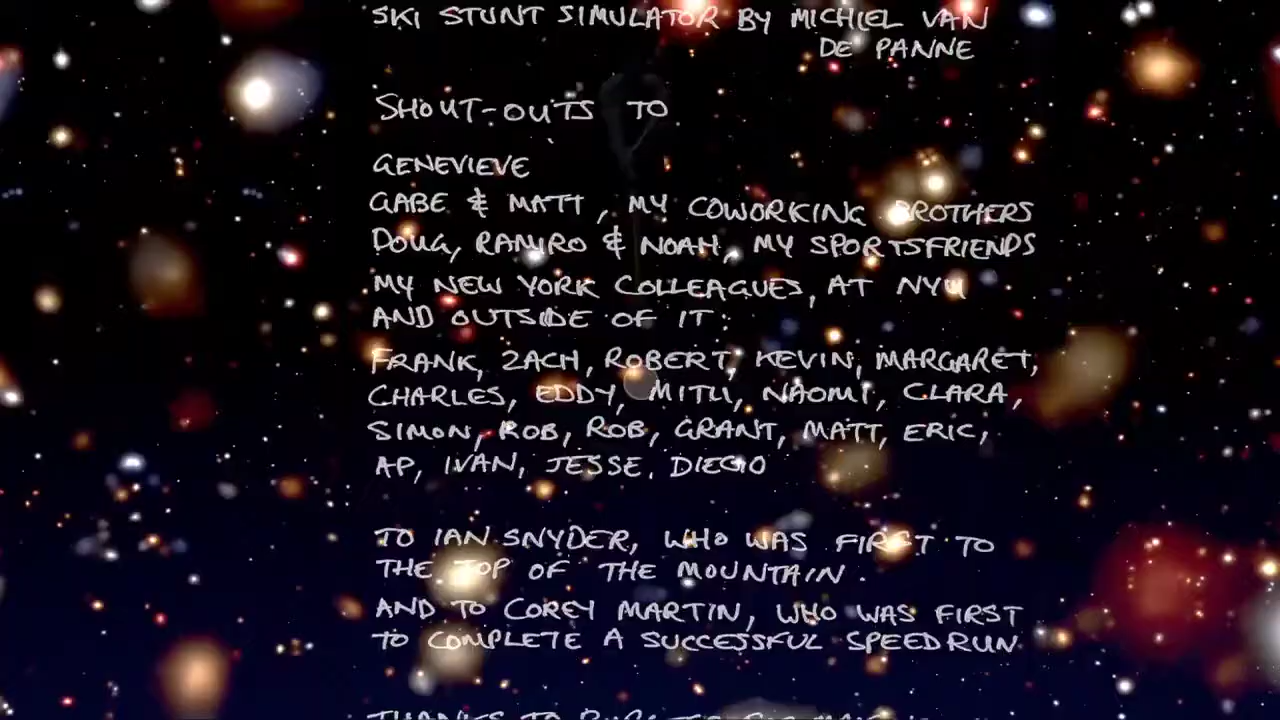 SKI STUNT SIMULATOR BY MICHIEL VAN
DE PANNE
SHOUT-OUTS TO
GENEVIEVE
GABE & MATT, MY COWORKING BROTHERS
DOUG, RAMIRO & NOAH, MY SPORTSFRIENDS
MY NEW YORK COLLEAGUES, AT NYU
AND OUTSIDE OF IT:
FRANK, ZACH, ROBERT, KEVIN, MARGARET,
CHARLES, EDDY, MITU, NAOMI, CLARA,
SIMON, ROB, ROB, GRANT, MATT, ERIC,
AP, IVAN, JESSE, DIEGO
TO IAN SNYDER, WHO WAS FIRST TO
THE TOP OF THE MOUNTAIN.
AND TO COREY MARTIN, WHO WAS FIRST
TO COMPLETE A SUCCESSFUL SPEEDRUN
THANKS TO